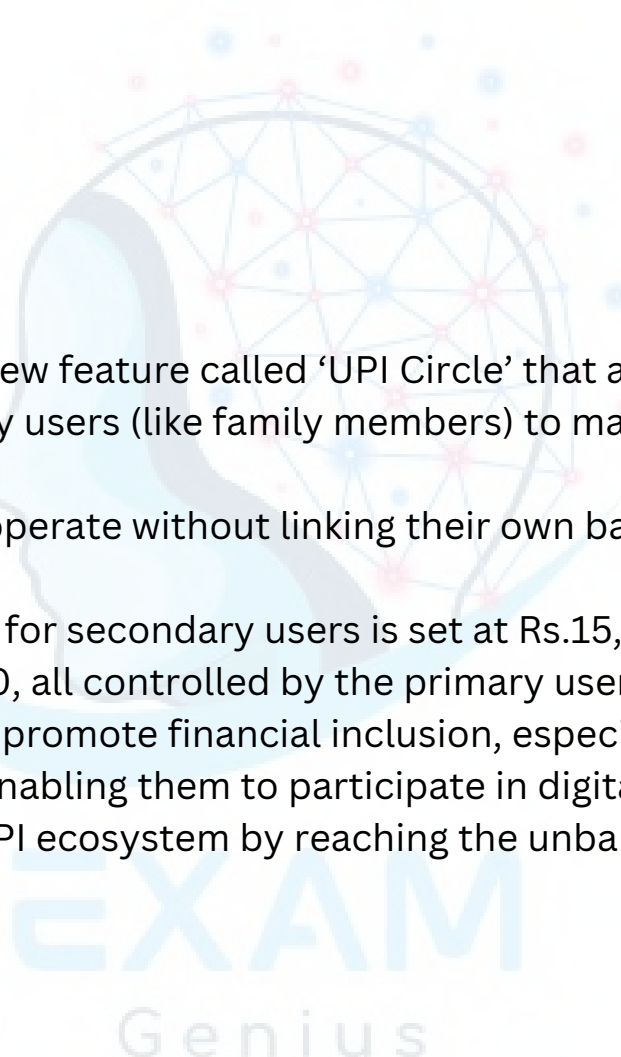 ew feature called ‘UPI Circle’ that a
y users (like family members) to ma
operate without linking their own ba
for secondary users is set at Rs.15,
0, all controlled by the primary user
promote financial inclusion, especi
nabling them to participate in digita
PI ecosystem by reaching the unba
EXAM
Genius